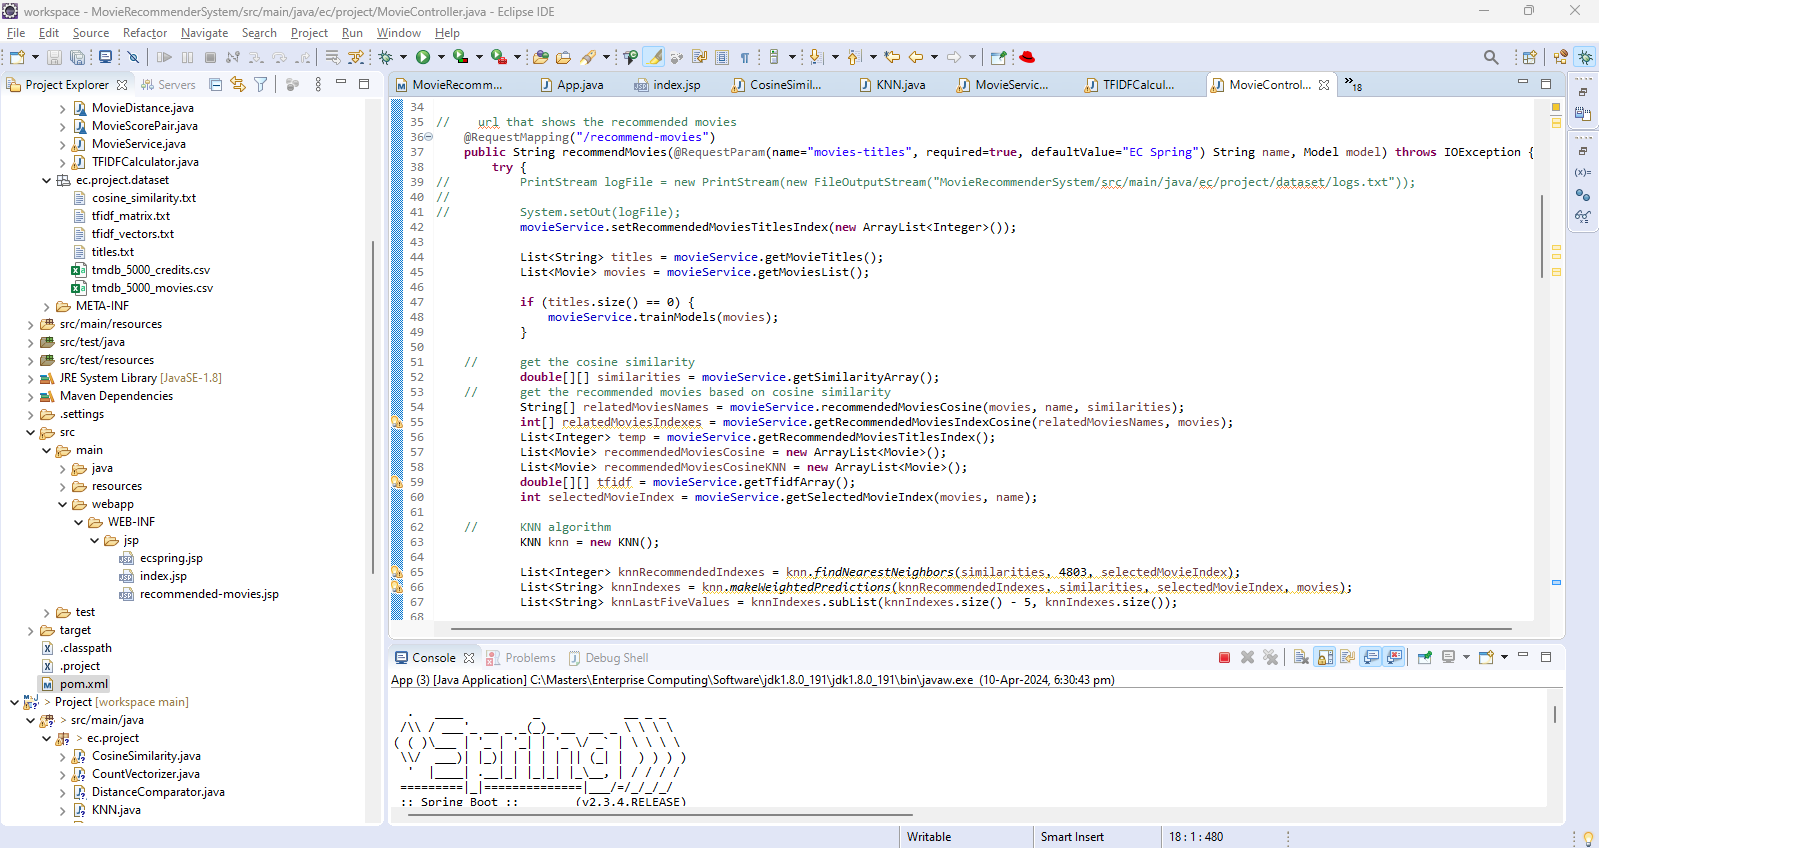 workspace - MovieRecommenderSystem/src/main/java/ec/project/MovieController.java - Eclipse IDE
File Edit Source Refactor Navigate Search Project Run Window Help
Project Explorer Servers
MovieDistance.java
MovieScorePair.java
MovieService.java
TFIDFCalculator.java
ec.project.dataset
cosine_similarity.txt
tfidf_matrix.txt
tfidf_vectors.txt
titles.txt
tmdb_5000_credits.csv
tmdb_5000_movies.csv
META-INF
src/main/resources
src/test/java
src/test/resources
JRE System Library [JavaSE-1.8]
Maven Dependencies
.settings
src
main
java
resources
webapp
WEB-INF
jsp
ecspring.jsp
index.jsp
recommended-movies.jsp
test
target
.classpath
.project
pom.xml
> Project [workspace main]
> src/main/java
> ec.project
CosineSimilarity.java
CountVectorizer.java
DistanceComparator.java
KNN.java
MovieRecomm... App.java index.jsp CosineSimil... KNN.java MovieServic... TFIDFCalcul... MovieControl... »18
34
35 // url that shows the recommended movies
36 @RequestMapping("/recommend-movies")
37 public String recommendMovies(@RequestParam(name="movies-titles", required=true, defaultValue="EC Spring") String name, Model model) throws IOException {
38 try {
39 // PrintStream logFile = new PrintStream(new FileOutputStream("MovieRecommenderSystem/src/main/java/ec/project/dataset/logs.txt"));
40 //
41 // System.setOut(logFile);
42 movieService.setRecommendedMoviesTitlesIndex(new ArrayList<Integer>());
43
44 List<String> titles = movieService.getMovieTitles();
45 List<Movie> movies = movieService.getMoviesList();
46
47 if (titles.size() == 0) {
48 movieService.trainModels(movies);
49 }
50
51 // get the cosine similarity
52 double[][] similarities = movieService.getSimilarityArray();
53 // get the recommended movies based on cosine similarity
54 String[] relatedMoviesNames = movieService.recommendedMoviesCosine(movies, name, similarities);
55 int[] relatedMoviesIndexes = movieService.getRecommendedMoviesIndexCosine(relatedMoviesNames, movies);
56 List<Integer> temp = movieService.getRecommendedMoviesTitlesIndex();
57 List<Movie> recommendedMoviesCosine = new ArrayList<Movie>();
58 List<Movie> recommendedMoviesCosineKNN = new ArrayList<Movie>();
59 double[][] tfidf = movieService.getTfidfArray();
60 int selectedMovieIndex = movieService.getSelectedMovieIndex(movies, name);
61
62 // KNN algorithm
63 KNN knn = new KNN();
64
65 List<Integer> knnRecommendedIndexes = knn.findNearestNeighbors(similarities, 4803, selectedMovieIndex);
66 List<String> knnIndexes = knn.makeWeightedPredictions(knnRecommendedIndexes, similarities, selectedMovieIndex, movies);
67 List<String> knnLastFiveValues = knnIndexes.subList(knnIndexes.size() - 5, knnIndexes.size());
68
Console Problems Debug Shell
App (3) [Java Application] C:\Masters\Enterprise Computing\Software\jdk1.8.0_191\jdk1.8.0_191\bin\javaw.exe (10-Apr-2024, 6:30:43 pm)
  .   ____          _            __ _ _
 /\\ / ___'_ __ _ _(_)_ __  __ _ \ \ \ \
( ( )\___ | '_ | '_| | '_ \/ _` | \ \ \ \
 \\/  ___)| |_)| | | | | || (_| |  ) ) ) )
  '  |____| .__|_| |_|_| |_\__, | / / / /
 =========|_|==============|___/=/_/_/_/
:: Spring Boot :: (v2.3.4.RELEASE)
Writable Smart Insert 18 : 1 : 480